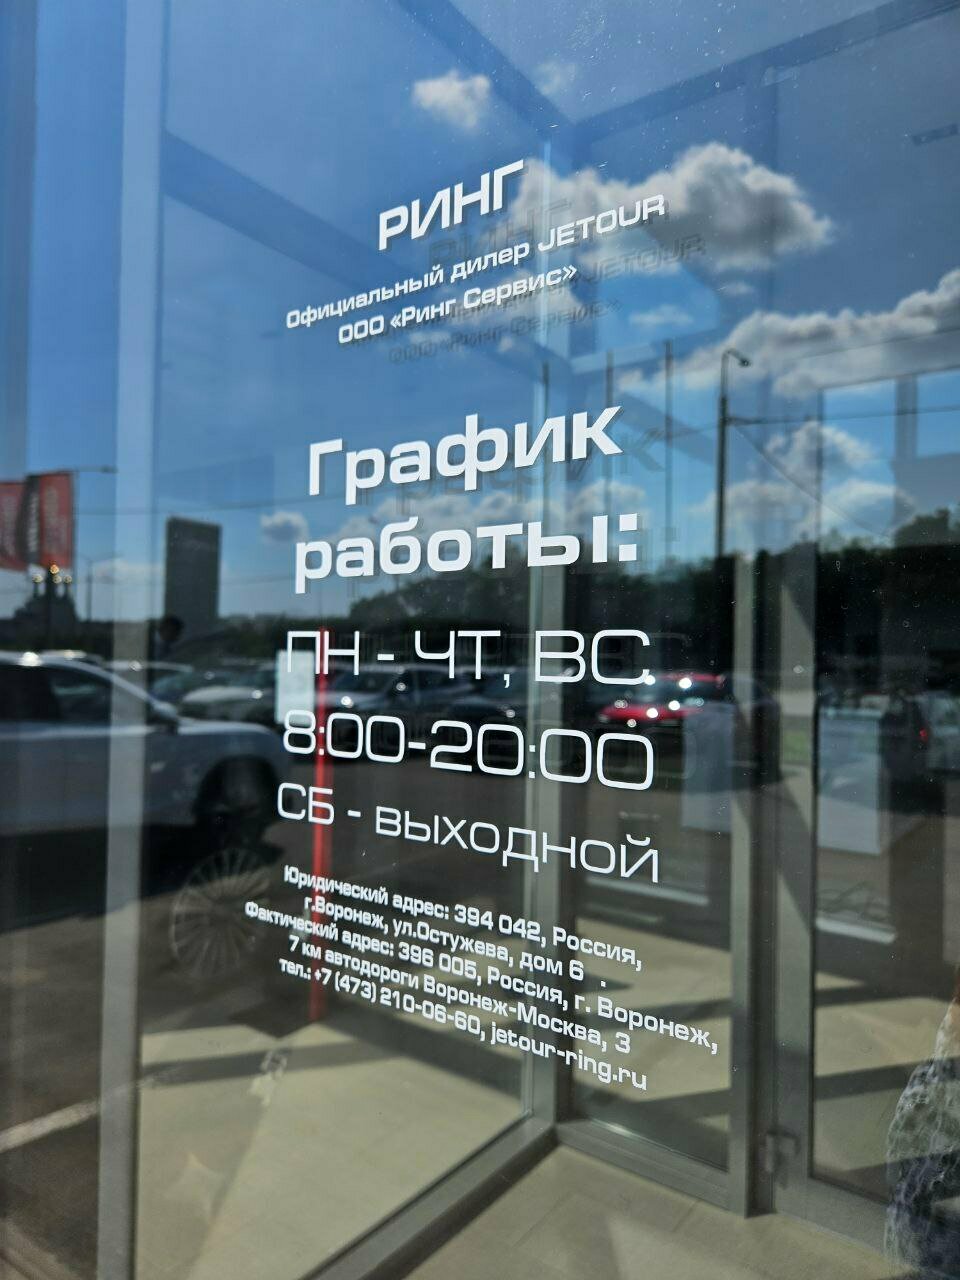 РИНГ
Официальный дилер JETOUR
ООО «Ринг Сервис»
График
работы:
ПН - ЧТ, ВС
8:00-20:00
СБ - выходной
Юридический адрес: 394 042, Россия,
г.Воронеж, ул.Остужева, дом 6 .
Фактический адрес: 396 005, Россия, г. Воронеж,
7 км автодороги Воронеж-Москва, 3
тел.: +7 (473) 210-06-60, jetour-ring.ru